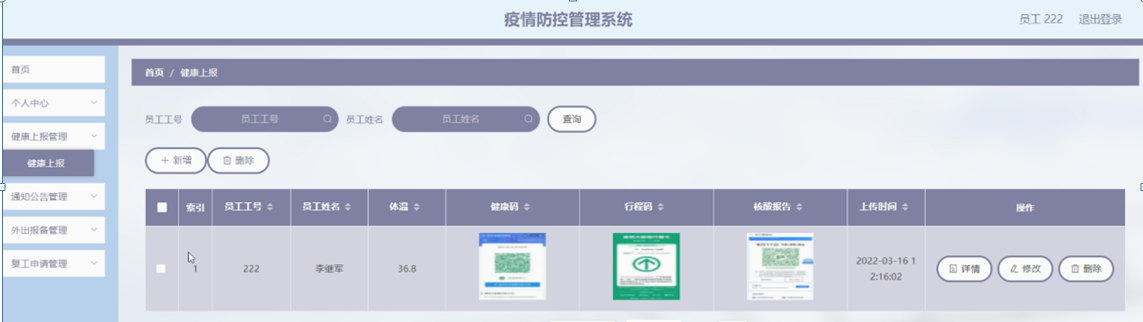 疫情防控管理系统
员工 222 退出登录
首页
个人中心
健康上报管理
健康上报
通知公告管理
外出报备管理
复工申请管理
首页 / 健康上报
员工工号 员工工号 员工姓名 员工姓名 查询
+ 新增 删除
索引 员工工号 员工姓名 体温 健康码 行程码 核酸报告 上传时间 操作
1 222 李继军 36.8 2022-03-16 1 详情 修改 删除
2:16:02